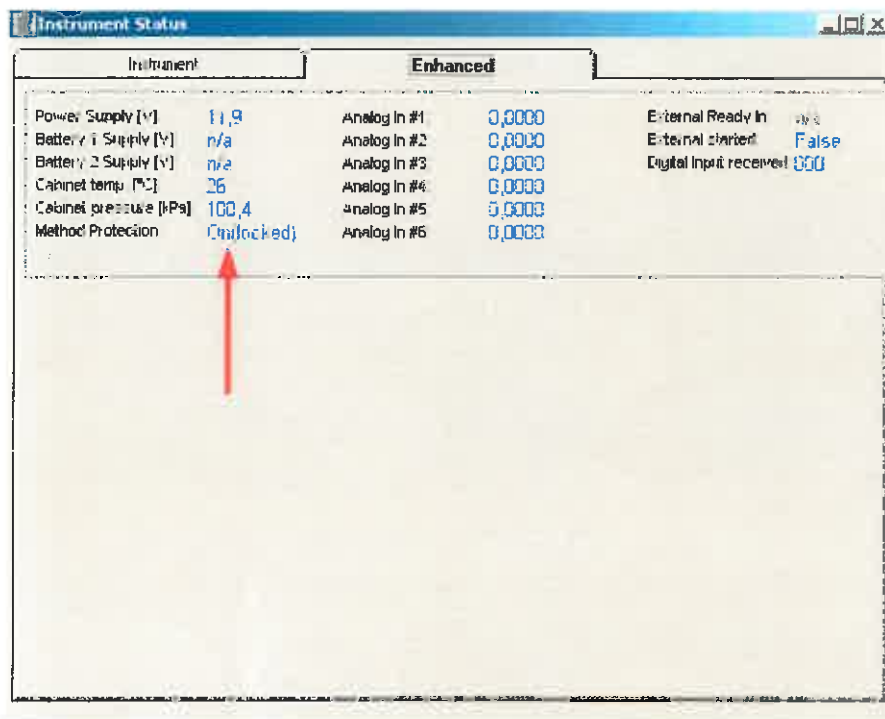 Instrument Status
Instrument
Enhanced
Power Supply [V] 11,9
Battery 1 Supply [V] n/a
Battery 2 Supply [V] n/a
Cabinet temp. [°C] 26
Cabinet pressure [kPa] 100,4
Method Protection On(locked)
Analog In #1 0,0000
Analog In #2 0,0000
Analog In #3 0,0000
Analog In #4 0,0000
Analog In #5 0,0000
Analog In #6 0,0000
External Ready In n/a
External started False
Digital Input received 000